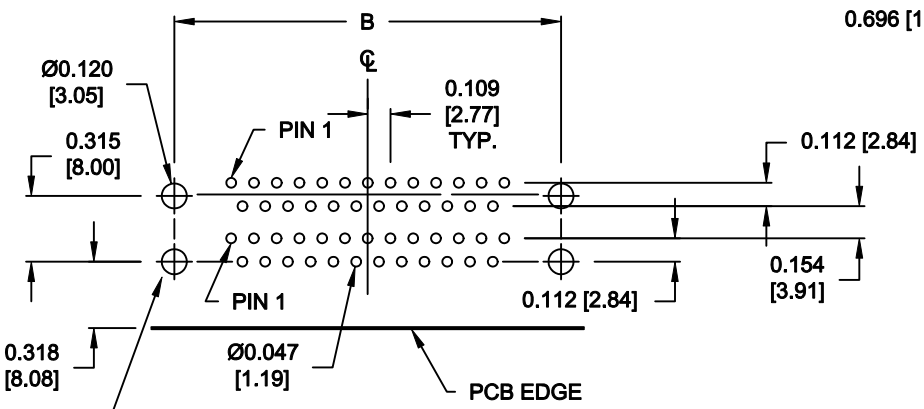 B
0.696 [1
℄
Ø0.120
[3.05]
0.109
[2.77]
TYP.
PIN 1
0.315
[8.00]
0.112 [2.84]
0.154
[3.91]
PIN 1
0.112 [2.84]
0.318
[8.08]
Ø0.047
[1.19]
PCB EDGE